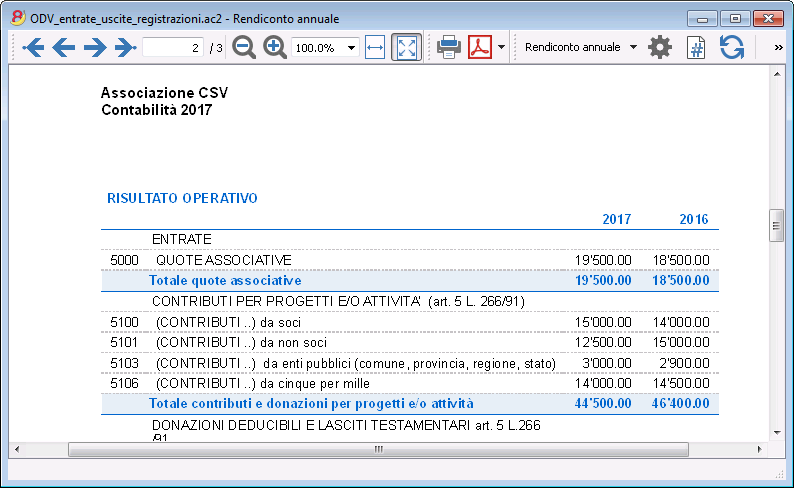 ODV_entrate_uscite_registrazioni.ac2 - Rendiconto annuale
2 / 3 100.0% Rendiconto annuale »
Associazione CSV
Contabilità 2017
RISULTATO OPERATIVO
2017 2016
ENTRATE
5000 QUOTE ASSOCIATIVE 19'500.00 18'500.00
Totale quote associative 19'500.00 18'500.00
CONTRIBUTI PER PROGETTI E/O ATTIVITA' (art. 5 L. 266/91)
5100 (CONTRIBUTI ..) da soci 15'000.00 14'000.00
5101 (CONTRIBUTI ..) da non soci 12'500.00 15'000.00
5103 (CONTRIBUTI ..) da enti pubblici (comune, provincia, regione, stato) 3'000.00 2'900.00
5106 (CONTRIBUTI ..) da cinque per mille 14'000.00 14'500.00
Totale contributi e donazioni per progetti e/o attività 44'500.00 46'400.00
DONAZIONI DEDUCIBILI E LASCITI TESTAMENTARI art. 5 L.266
/91